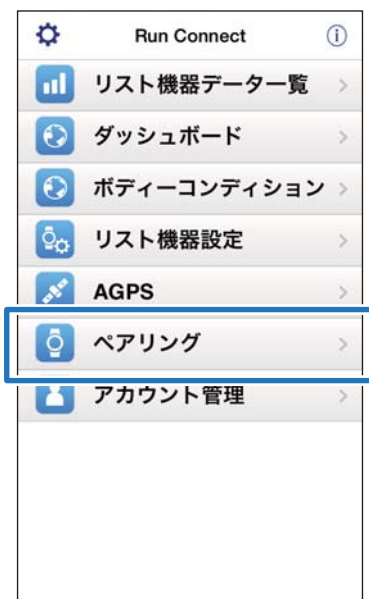 Run Connect
リスト機器データ一覧
ダッシュボード
ボディーコンディション
リスト機器設定
AGPS
ペアリング
アカウント管理